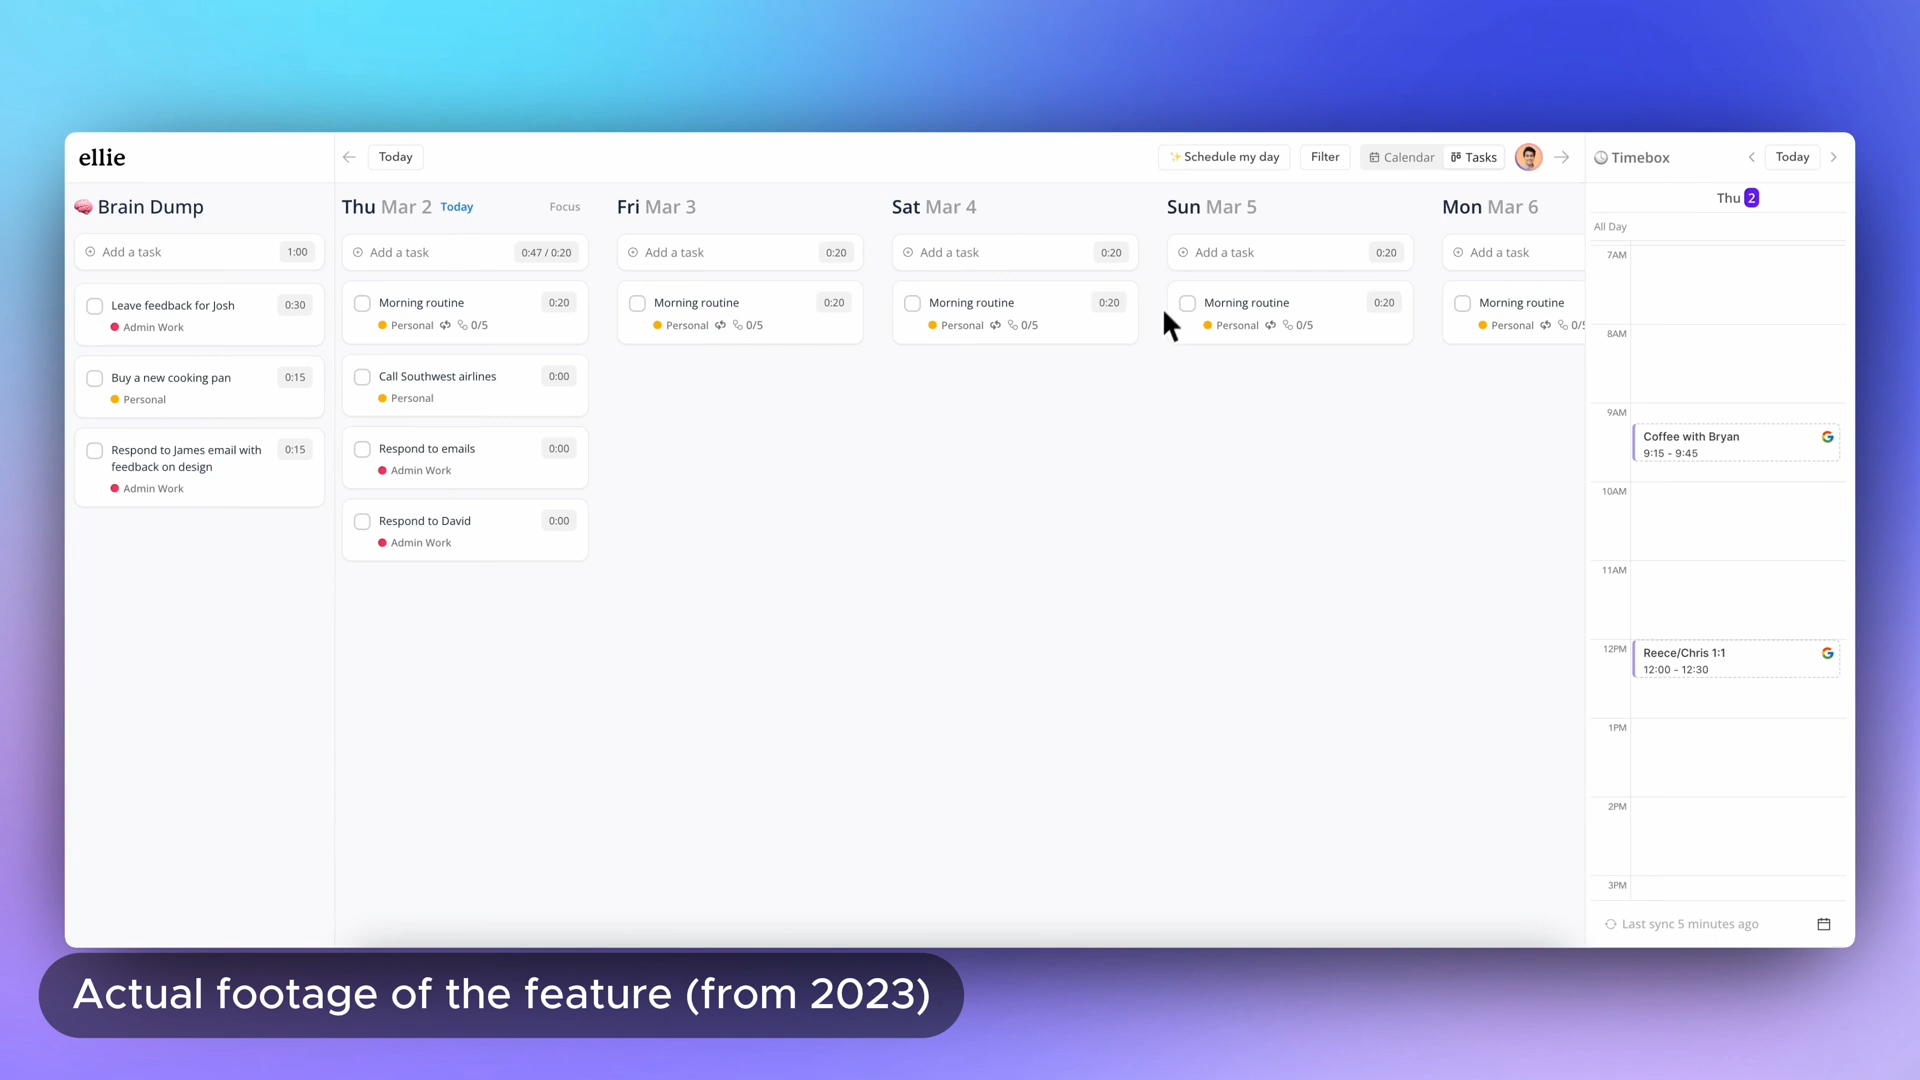 ellie
Today
Schedule my day
Filter
Calendar
Tasks
Timebox
Today
Brain Dump
Add a task
1:00
Leave feedback for Josh
0:30
Admin Work
Buy a new cooking pan
0:15
Personal
Respond to James email with
feedback on design
0:15
Admin Work
Thu Mar 2 Today
Focus
Add a task
0:47 / 0:20
Morning routine
0:20
Personal
0/5
Call Southwest airlines
0:00
Personal
Respond to emails
0:00
Admin Work
Respond to David
0:00
Admin Work
Fri Mar 3
Add a task
0:20
Morning routine
0:20
Personal
0/5
Sat Mar 4
Add a task
0:20
Morning routine
0:20
Personal
0/5
Sun Mar 5
Add a task
0:20
Morning routine
0:20
Personal
0/5
Mon Mar 6
Add a task
Morning routine
Personal
0/5
Thu 2
All Day
7AM
8AM
9AM
Coffee with Bryan
9:15 - 9:45
10AM
11AM
12PM
Reece/Chris 1:1
12:00 - 12:30
1PM
2PM
3PM
Last sync 5 minutes ago
Actual footage of the feature (from 2023)